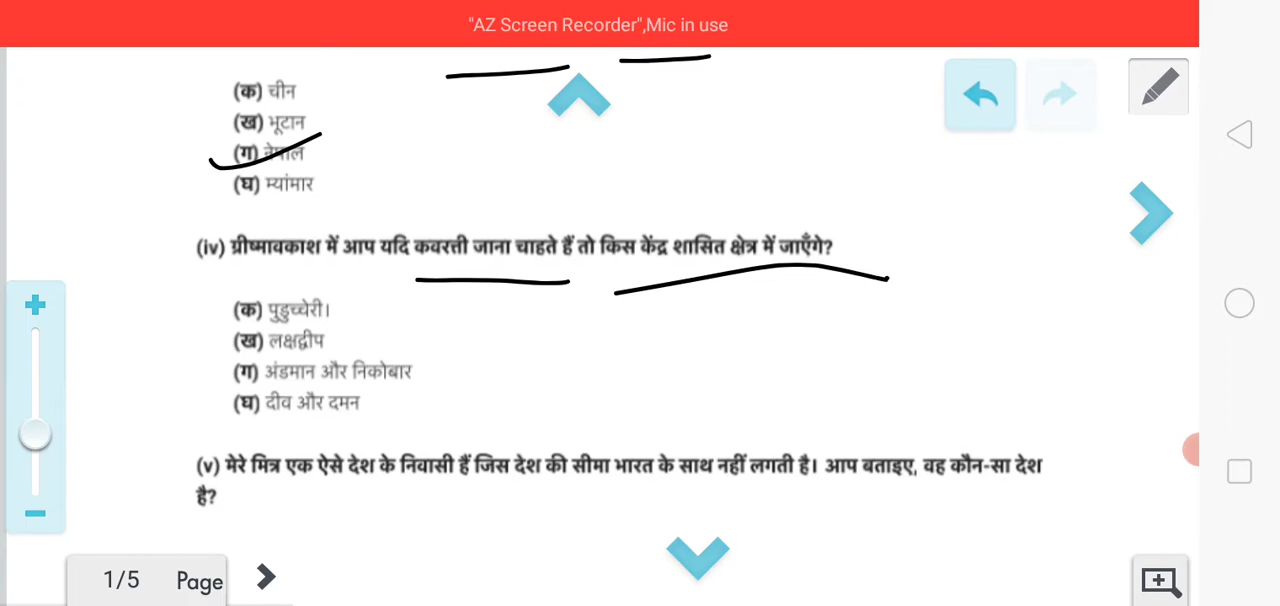 "AZ Screen Recorder",Mic in use
(क) चीन
(ख) भूटान
(ग) नेपाल
(घ) म्यांमार
(iv) ग्रीष्मावकाश में आप यदि कवरत्ती जाना चाहते हैं तो किस केंद्र शासित क्षेत्र में जाएँगे?
(क) पुडुच्चेरी।
(ख) लक्षद्वीप
(ग) अंडमान और निकोबार
(घ) दीव और दमन
(v) मेरे मित्र एक ऐसे देश के निवासी हैं जिस देश की सीमा भारत के साथ नहीं लगती है। आप बताइए, वह कौन-सा देश
है?
1/5 Page